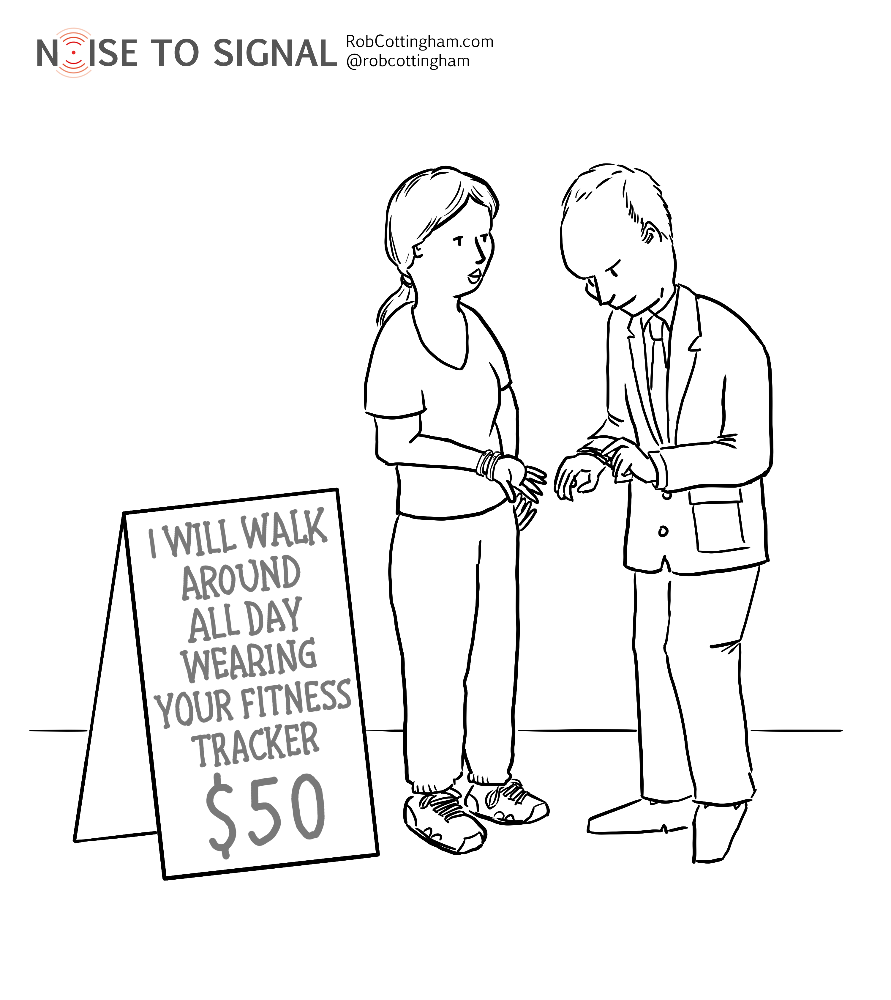 NOISE TO SIGNAL
RobCottingham.com
@robcottingham
I WILL WALK
AROUND
ALL DAY
WEARING
YOUR FITNESS
TRACKER
$50